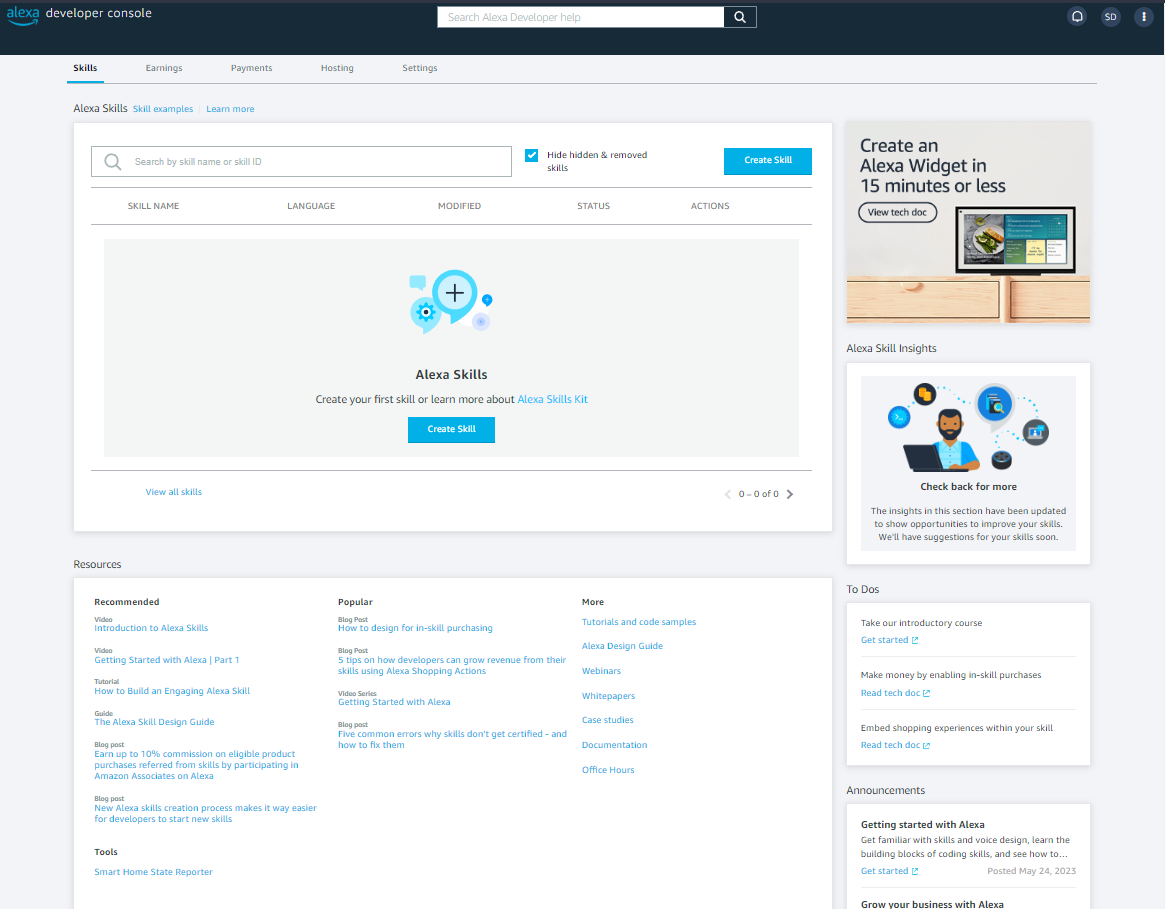 alexa developer console
Search Alexa Developer help
SD
Skills
Earnings
Payments
Hosting
Settings
Alexa Skills
Skill examples
Learn more
Search by skill name or skill ID
Hide hidden & removed
skills
Create Skill
SKILL NAME
LANGUAGE
MODIFIED
STATUS
ACTIONS
Alexa Skills
Create your first skill or learn more about Alexa Skills Kit
Create Skill
View all skills
0 – 0 of 0
Create an
Alexa Widget in
15 minutes or less
View tech doc
Alexa Skill Insights
Check back for more
The insights in this section have been updated
to show opportunities to improve your skills.
We'll have suggestions for your skills soon.
Resources
Recommended
Video
Introduction to Alexa Skills
Video
Getting Started with Alexa | Part 1
Tutorial
How to Build an Engaging Alexa Skill
Guide
The Alexa Skill Design Guide
Blog post
Earn up to 10% commission on eligible product
purchases referred from skills by participating in
Amazon Associates on Alexa
Blog post
New Alexa skills creation process makes it way easier
for developers to start new skills
Tools
Smart Home State Reporter
Popular
Blog Post
How to design for in-skill purchasing
Blog Post
5 tips on how developers can grow revenue from their
skills using Alexa Shopping Actions
Video Series
Getting Started with Alexa
Blog post
Five common errors why skills don't get certified - and
how to fix them
More
Tutorials and code samples
Alexa Design Guide
Webinars
Whitepapers
Case studies
Documentation
Office Hours
To Dos
Take our introductory course
Get started
Make money by enabling in-skill purchases
Read tech doc
Embed shopping experiences within your skill
Read tech doc
Announcements
Getting started with Alexa
Get familiar with skills and voice design, learn the
building blocks of coding skills, and see how to...
Get started
Posted May 24, 2023
Grow your business with Alexa